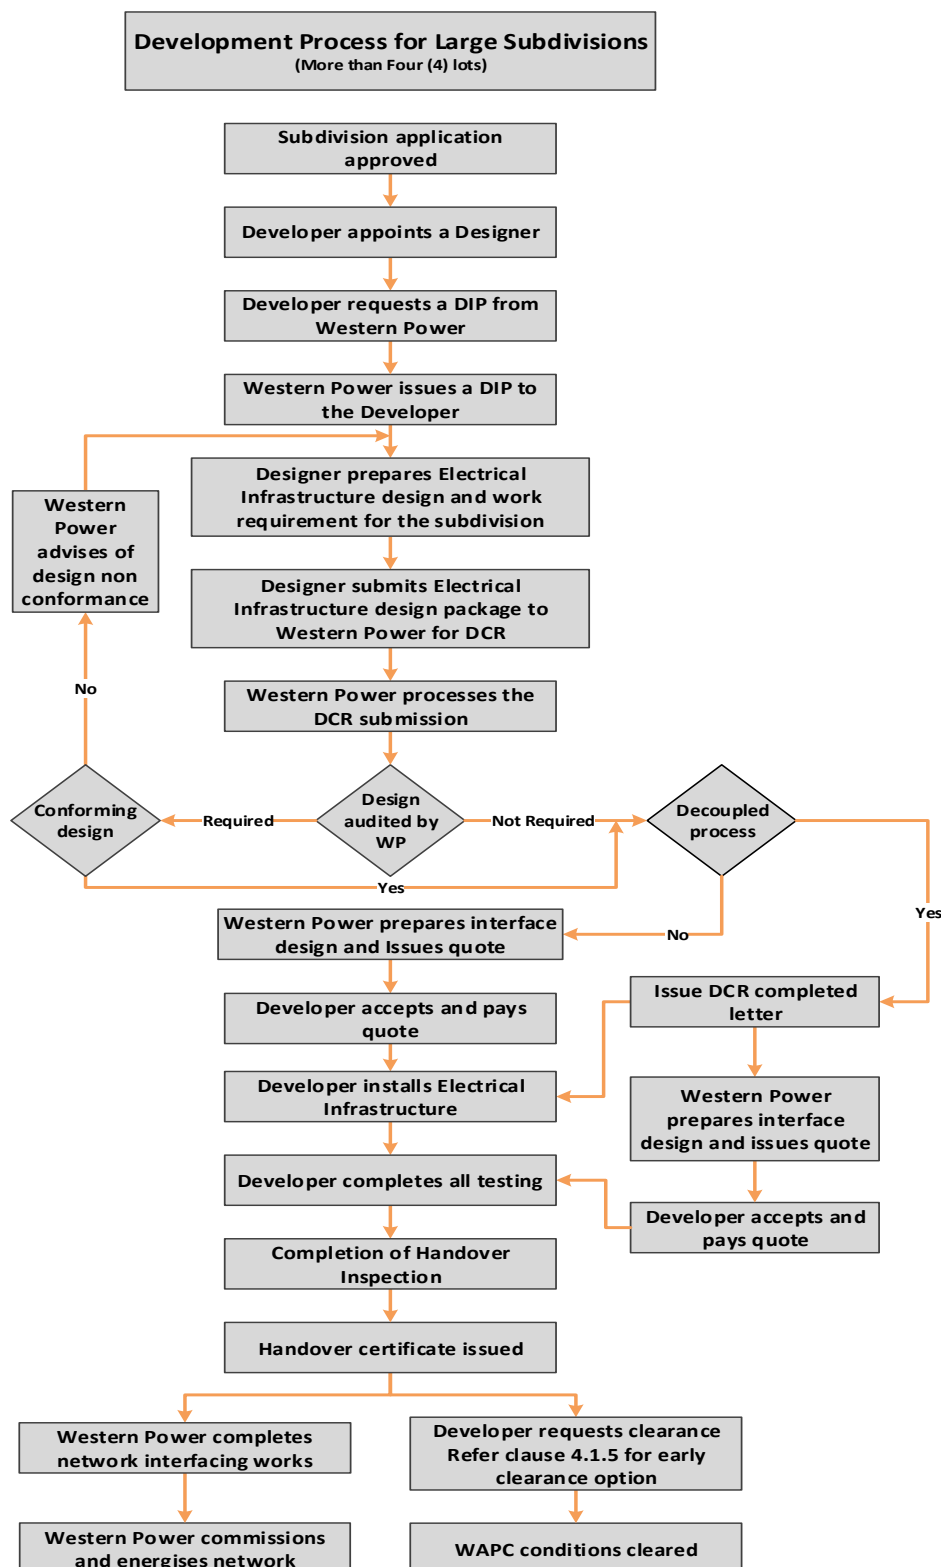 Development Process for Large Subdivisions
(More than Four (4) lots)
Subdivision application
approved
Developer appoints a Designer
Developer requests a DIP from
Western Power
Western Power issues a DIP to
the Developer
Designer prepares Electrical
Infrastructure design and work
requirement for the subdivision
Western
Power
advises of
design non
conformance
Designer submits Electrical
Infrastructure design package to
Western Power for DCR
No
Western Power processes the
DCR submission
Conforming
design
Required
Design
audited by
WP
Not Required
Decoupled
process
Yes
Yes
Western Power prepares interface
design and Issues quote
No
Developer accepts and pays
quote
Issue DCR completed
letter
Developer installs Electrical
Infrastructure
Western Power
prepares interface
design and issues quote
Developer completes all testing
Developer accepts and
pays quote
Completion of Handover
Inspection
Handover certificate issued
Western Power completes
network interfacing works
Developer requests clearance
Refer clause 4.1.5 for early
clearance option
Western Power commissions
and energises network
WAPC conditions cleared